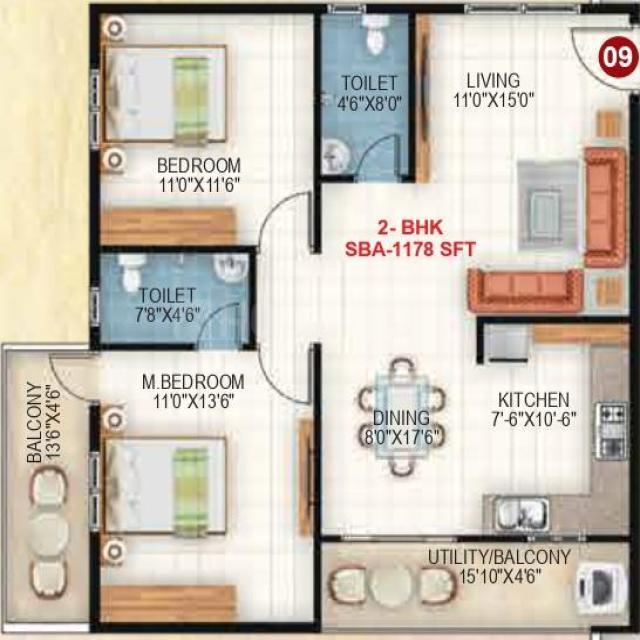 09
TOILET
4'6"X8'0"
LIVING
11'0"X15'0"
BEDROOM
11'0"X11'6"
2- BHK
SBA-1178 SFT
TOILET
7'8"X4'6"
M.BEDROOM
11'0"X13'6"
BALCONY
13'6"X4'6"
DINING
8'0"X17'6"
KITCHEN
7'-6"X10'-6"
UTILITY/BALCONY
15'10"X4'6"